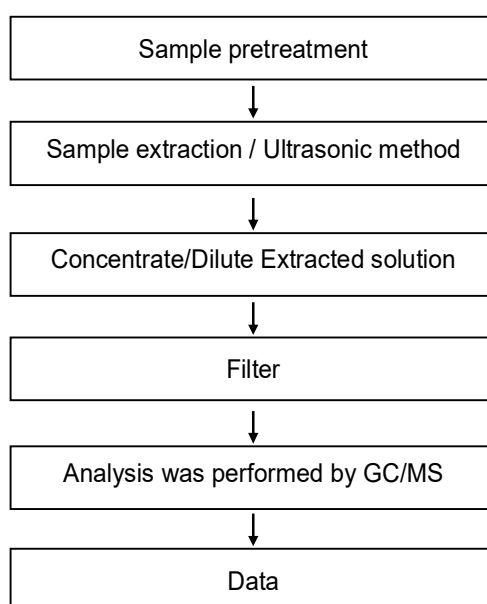 Sample pretreatment
Sample extraction / Ultrasonic method
Concentrate/Dilute Extracted solution
Filter
Analysis was performed by GC/MS
Data